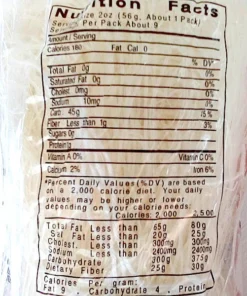 Nu ition Facts
ze 2oz (56g, About 1 Pack)
Per Pack About 9
Amount / Serving
Calories 180 Fat Cal 0
% DV*
Total Fat 0g 0%
Saturated Fat 0g 0%
Cholest. 0mg 0%
Sodium 10mg 0%
Carb. 45g 15%
Fiber Less than 1g 3%
Sugars 0g
Protein
Vitamin A 0% Vitamin C 0%
Calcium 2% Iron 6%
*Percent Daily Values (%DV) are based
on a 2,000 calorie diet. Your daily
values may be higher or lower
depending on your calorie needs:
Calories: 2,000 2,500
Total Fat Less than 65g 80g
Sat Fat Less than 20g 25g
Cholest. Less than 300mg 300mg
Sodium Less than 2400mg 2400mg
Carbohydrate 300g 375g
Dietary Fiber 25g 30g
Calories Per gram:
Fat 9 . Carbohydrate 4 . Protein